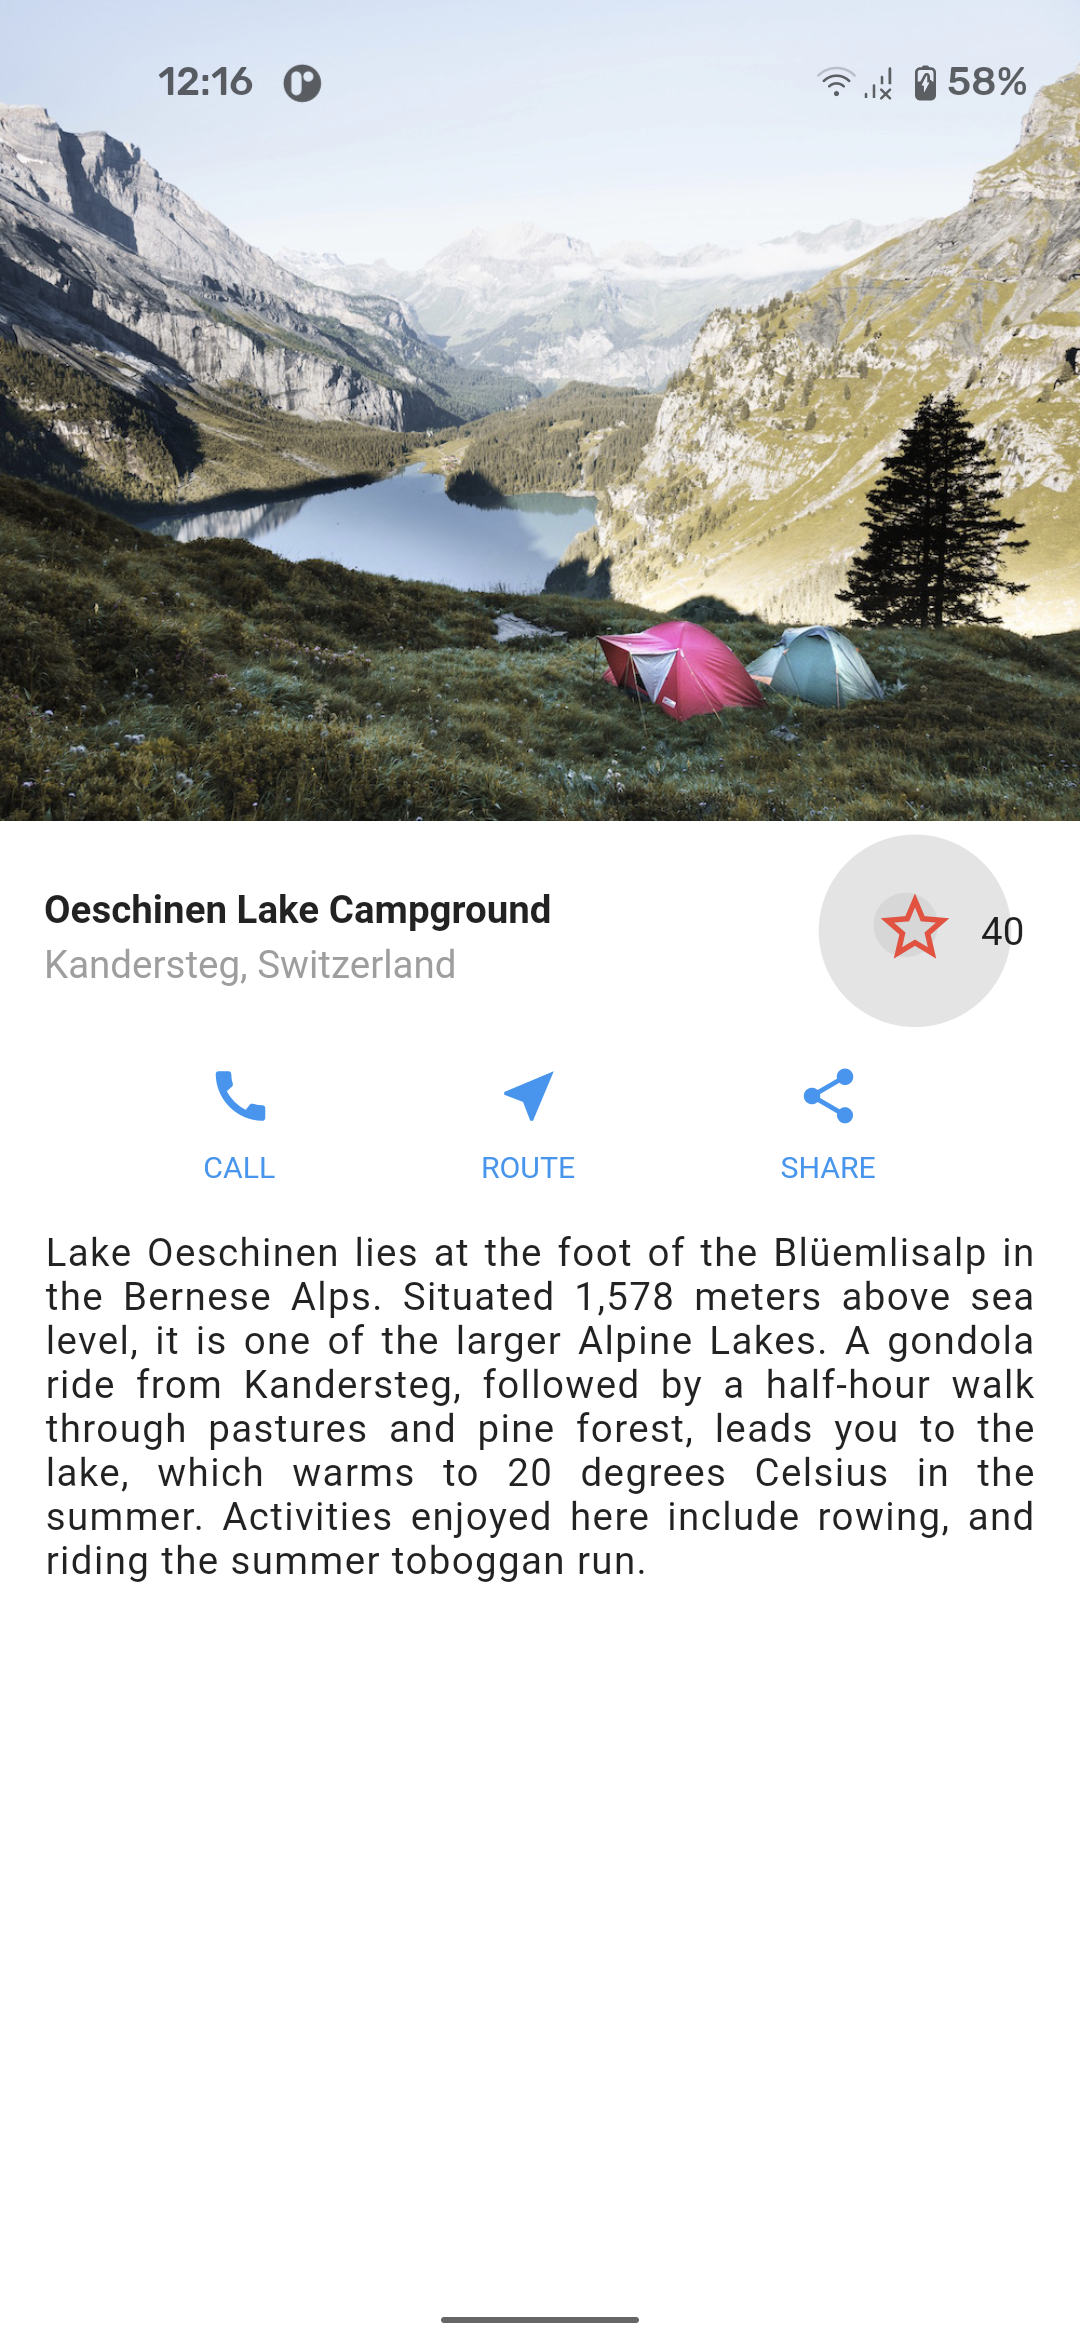 12:16
58%
Oeschinen Lake Campground
Kandersteg, Switzerland
40
CALL
ROUTE
SHARE
Lake Oeschinen lies at the foot of the Blüemlisalp in
the Bernese Alps. Situated 1,578 meters above sea
level, it is one of the larger Alpine Lakes. A gondola
ride from Kandersteg, followed by a half-hour walk
through pastures and pine forest, leads you to the
lake, which warms to 20 degrees Celsius in the
summer. Activities enjoyed here include rowing, and
riding the summer toboggan run.